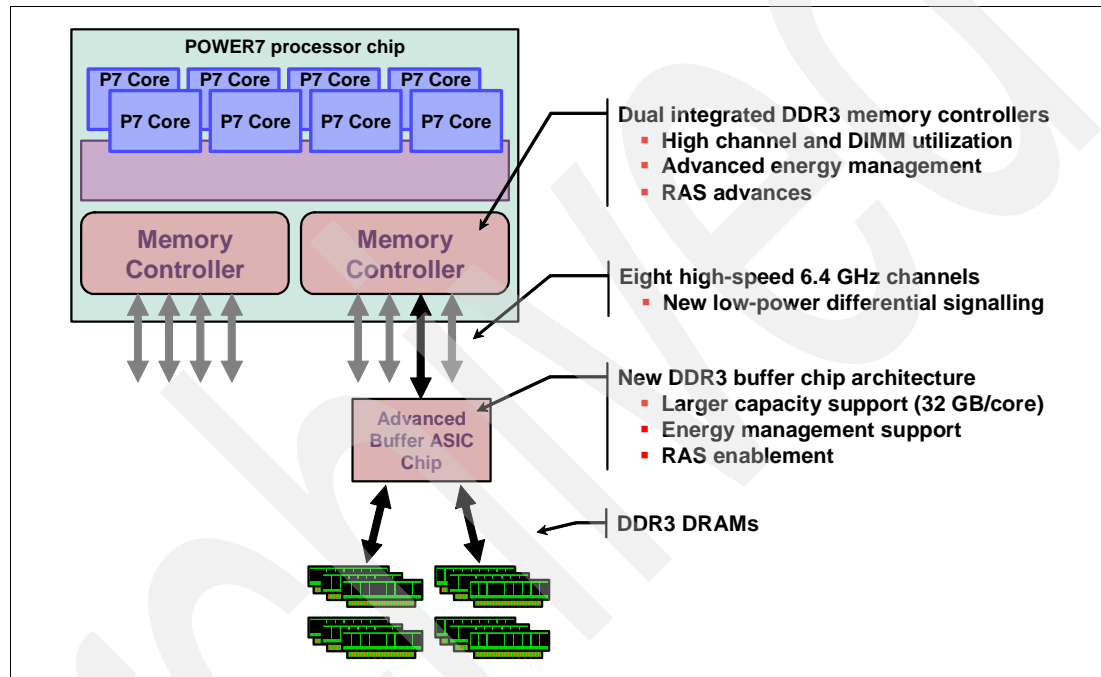 POWER7 processor chip
P7 Core P7 Core P7 Core P7 Core
P7 Core P7 Core P7 Core P7 Core
Memory
Controller
Memory
Controller
Dual integrated DDR3 memory controllers
▪ High channel and DIMM utilization
▪ Advanced energy management
▪ RAS advances
Eight high-speed 6.4 GHz channels
▪ New low-power differential signalling
New DDR3 buffer chip architecture
▪ Larger capacity support (32 GB/core)
▪ Energy management support
▪ RAS enablement
Advanced
Buffer ASIC
Chip
DDR3 DRAMs